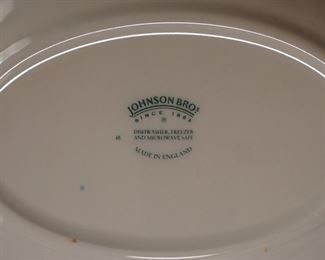 JOHNSON BROS
SINCE 1883
®
DISHWASHER, FREEZER
AND MICROWAVE SAFE
MADE IN ENGLAND